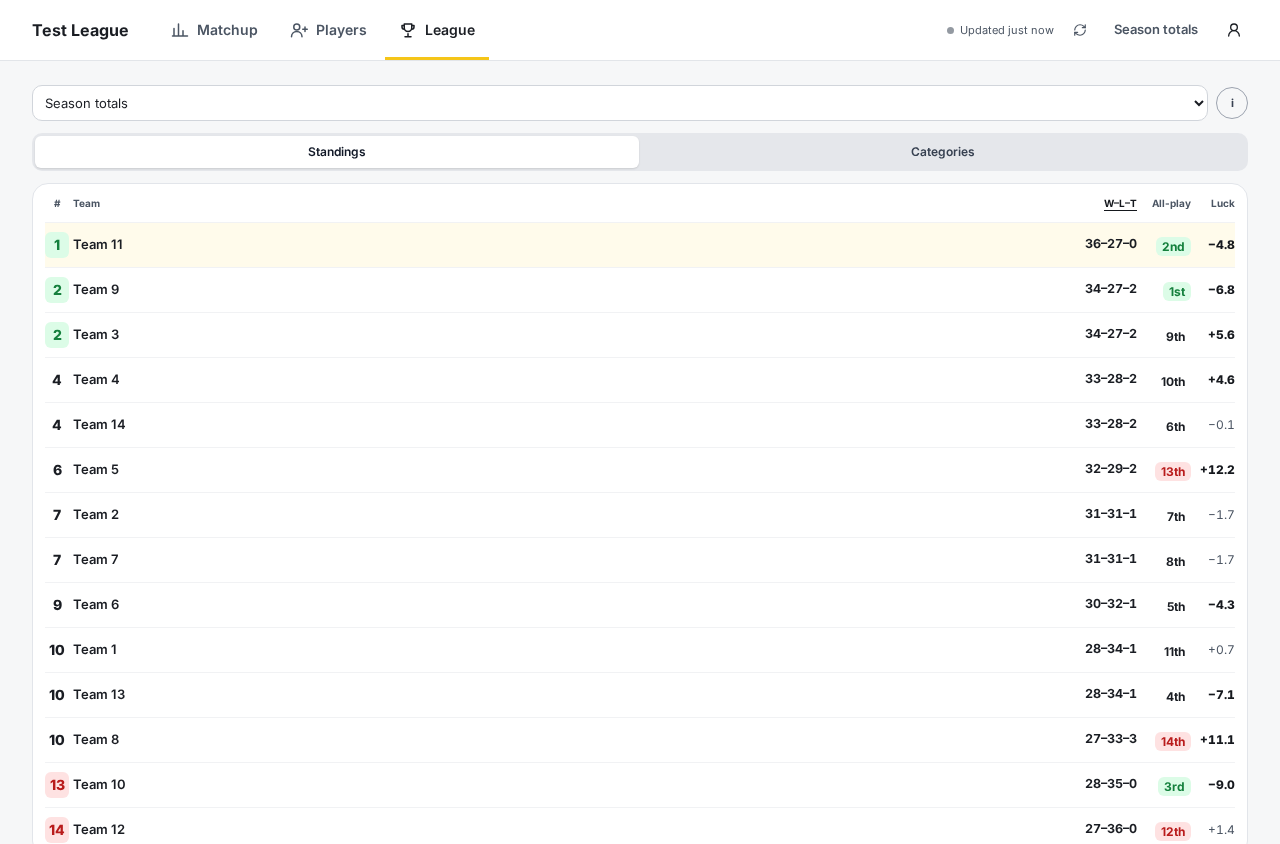 Test League Matchup Players League Updated just now Season totals
Season totals i
Standings Categories
# Team W–L–T All-play Luck
1 Team 11 36–27–0 2nd −4.8
2 Team 9 34–27–2 1st −6.8
2 Team 3 34–27–2 9th +5.6
4 Team 4 33–28–2 10th +4.6
4 Team 14 33–28–2 6th −0.1
6 Team 5 32–29–2 13th +12.2
7 Team 2 31–31–1 7th −1.7
7 Team 7 31–31–1 8th −1.7
9 Team 6 30–32–1 5th −4.3
10 Team 1 28–34–1 11th +0.7
10 Team 13 28–34–1 4th −7.1
10 Team 8 27–33–3 14th +11.1
13 Team 10 28–35–0 3rd −9.0
14 Team 12 27–36–0 12th +1.4